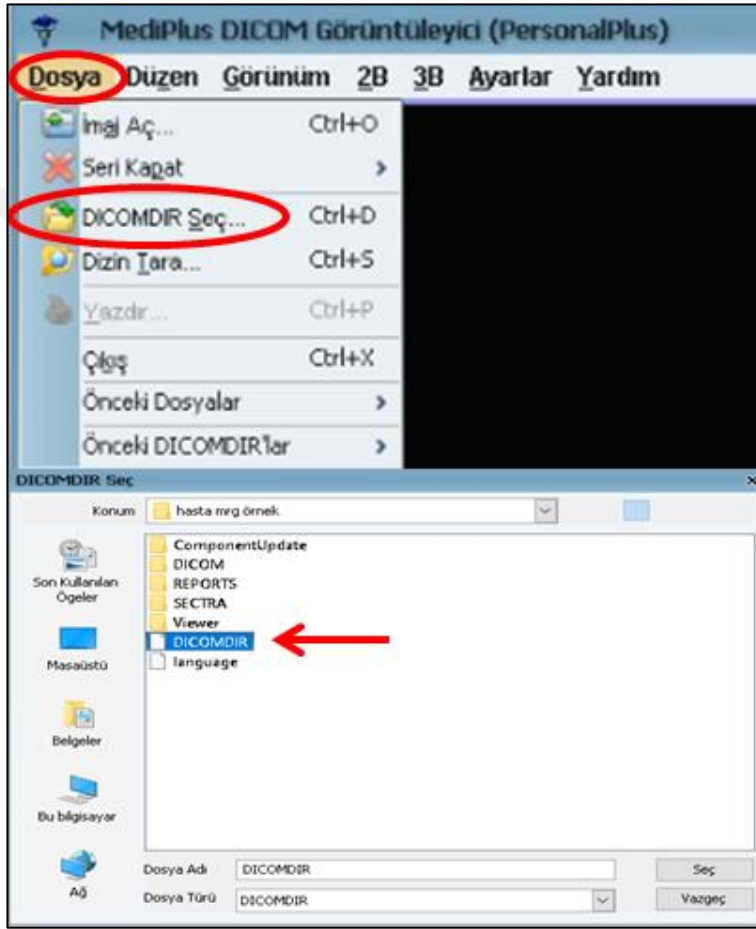 MediPlus DICOM Görüntüleyici (PersonalPlus)
Dosya Düzen Görünüm 2B 3B Ayarlar Yardım
İmaj Aç... Ctrl+O
Seri Kapat
DICOMDIR Seç... Ctrl+D
Dizin Tara... Ctrl+S
Yazdır... Ctrl+P
Çıkış Ctrl+X
Önceki Dosyalar
Önceki DICOMDIR'lar
DICOMDIR Seç
Konum hasta mrg örnek
Son Kullanılan
Ögeler
Masaüstü
Belgeler
Bu bilgisayar
Ağ
ComponentUpdate
DICOM
REPORTS
SECTRA
Viewer
DICOMDIR
language
Dosya Adı DICOMDIR Seç
Dosya Türü DICOMDIR Vazgeç